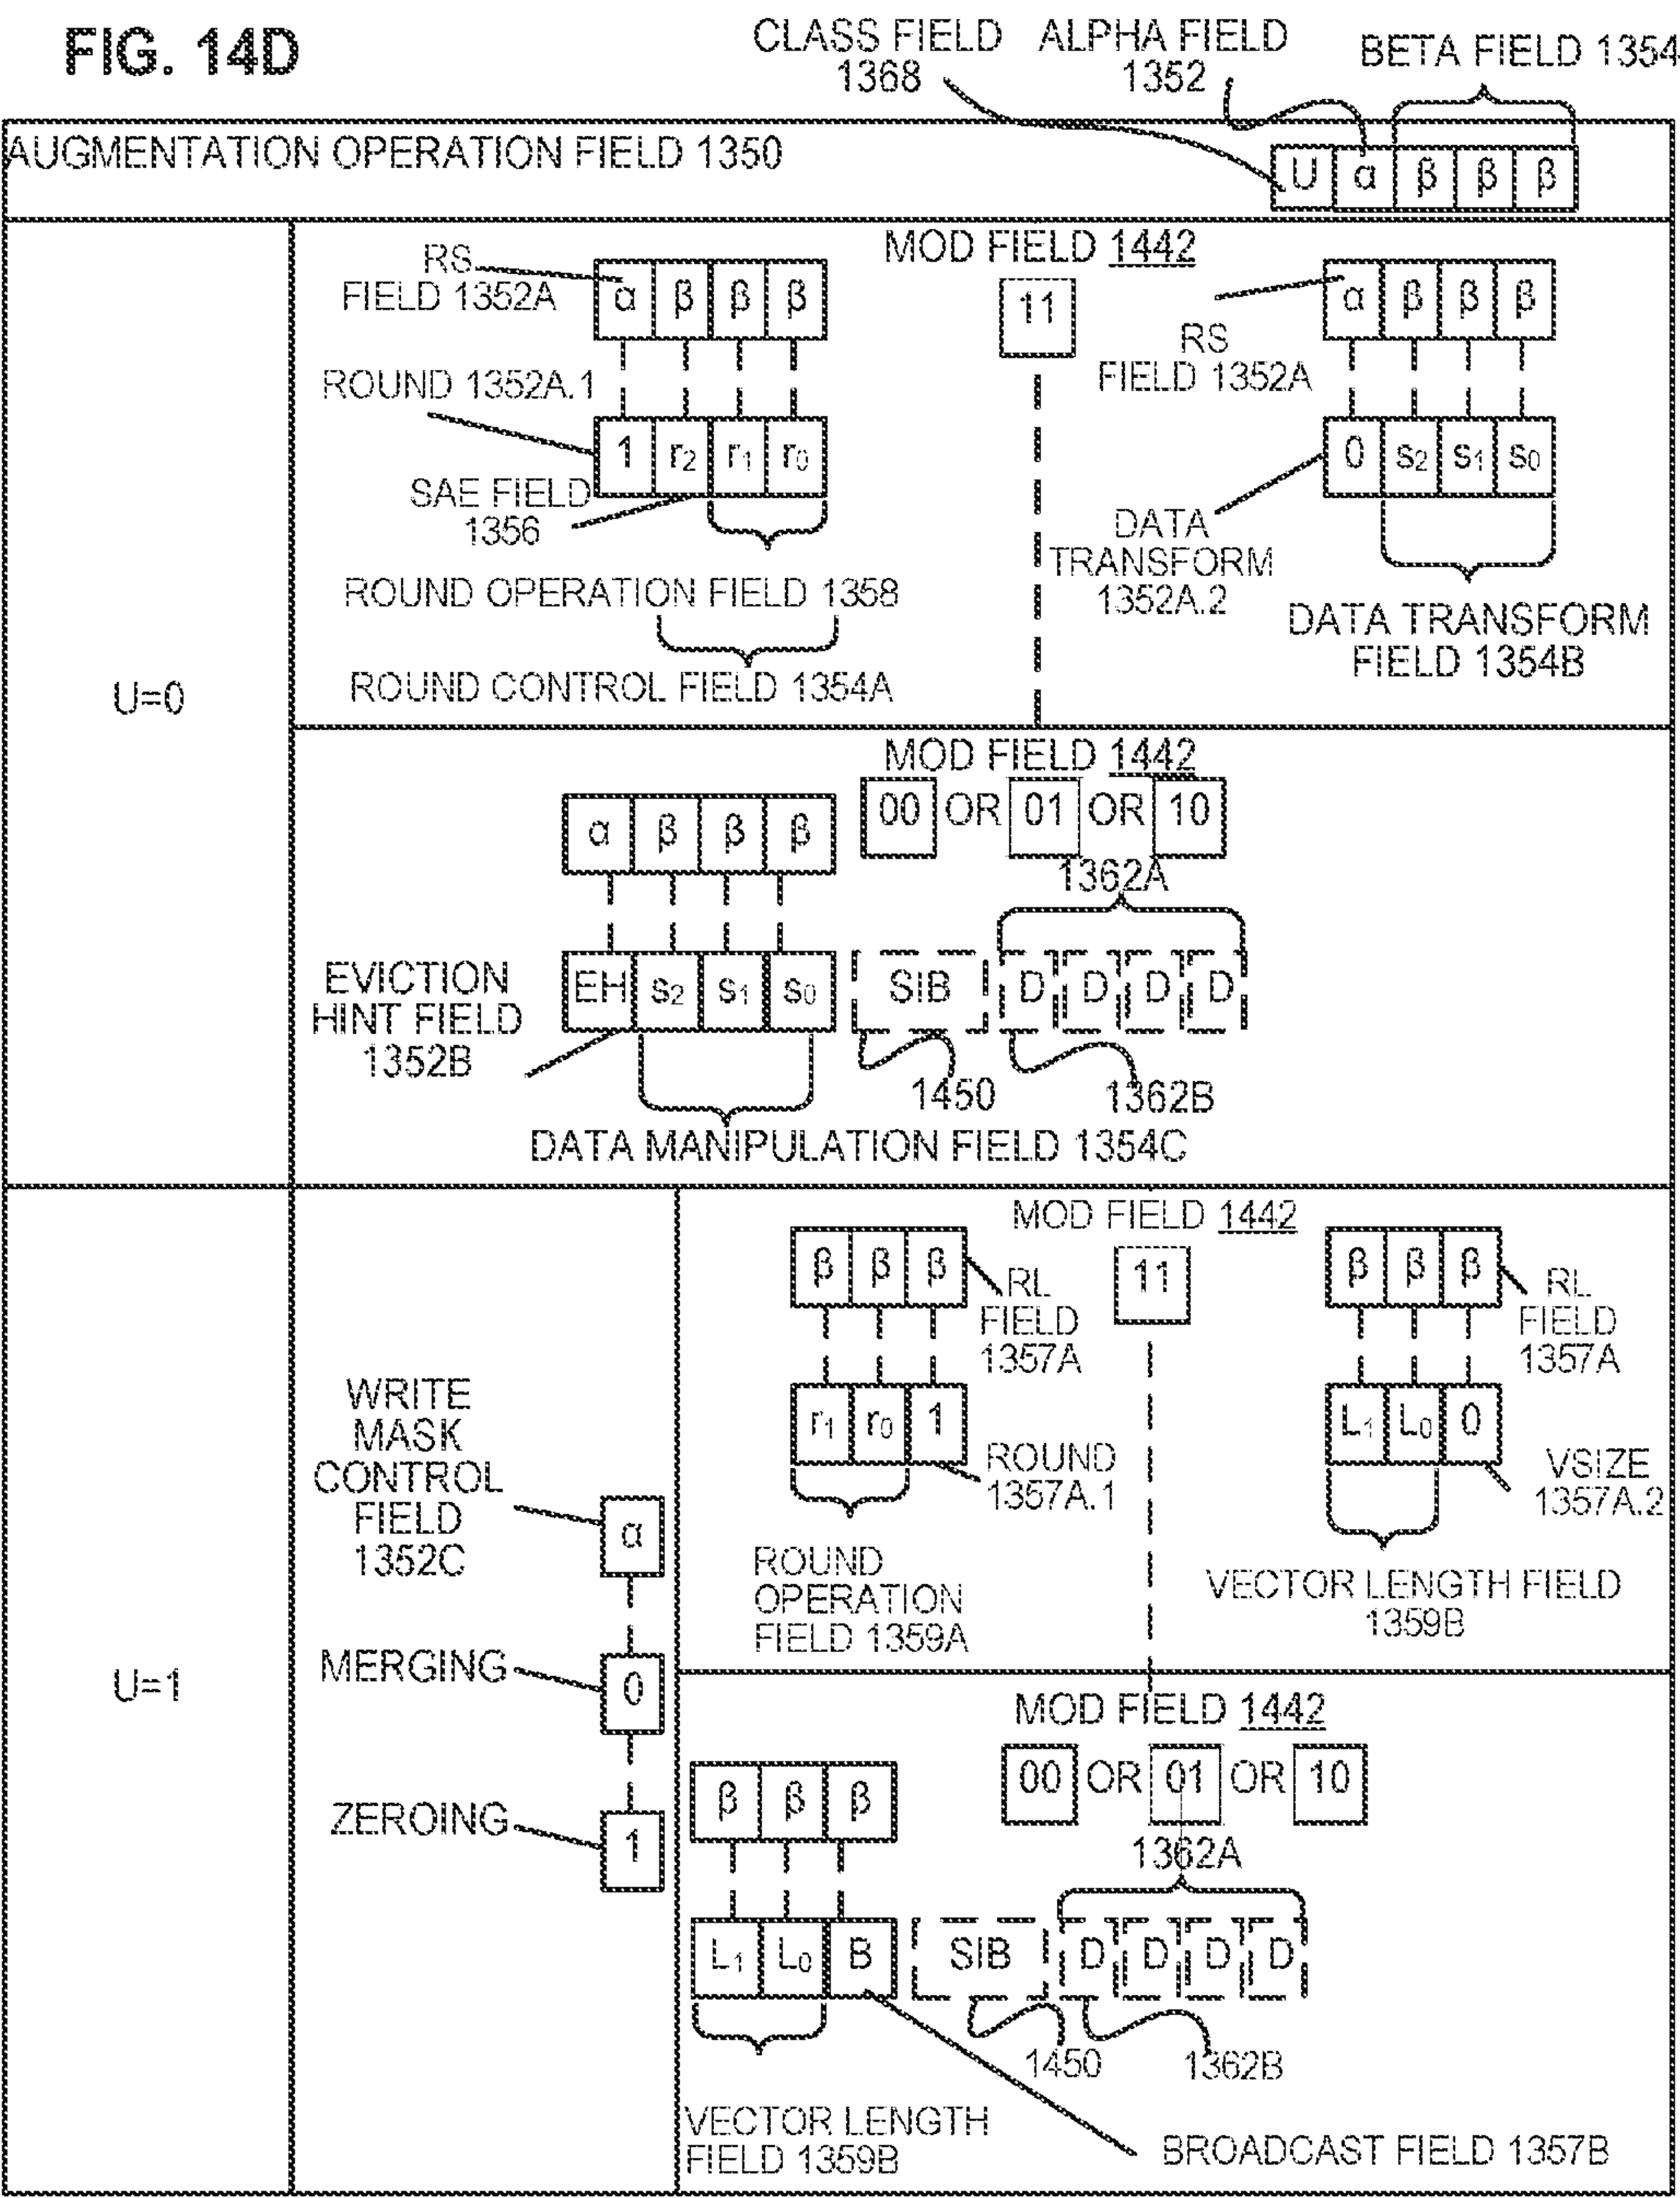 FIG. 14D
CLASS FIELD
1368
ALPHA FIELD
1352
BETA FIELD 1354
AUGMENTATION OPERATION FIELD 1350
U α β β β
U=0
MOD FIELD 1442
11
RS
FIELD 1352A
α β β β
ROUND 1352A.1
1 r2 r1 r0
SAE FIELD
1356
ROUND OPERATION FIELD 1358
ROUND CONTROL FIELD 1354A
α β β β
RS
FIELD 1352A
0 s2 s1 s0
DATA
TRANSFORM
1352A.2
DATA TRANSFORM
FIELD 1354B
MOD FIELD 1442
00 OR 01 OR 10
α β β β
1362A
EVICTION
HINT FIELD
1352B
EH s2 s1 s0 SIB D D D D
1450
1362B
DATA MANIPULATION FIELD 1354C
U=1
WRITE
MASK
CONTROL
FIELD
1352C
α
MERGING
0
ZEROING
1
MOD FIELD 1442
11
β β β
RL
FIELD
1357A
r1 r0 1
ROUND
1357A.1
ROUND
OPERATION
FIELD 1359A
β β β
RL
FIELD
1357A
L1 L0 0
VSIZE
1357A.2
VECTOR LENGTH FIELD
1359B
MOD FIELD 1442
00 OR 01 OR 10
β β β
1362A
L1 L0 B SIB D D D D
1450
1362B
VECTOR LENGTH
FIELD 1359B
BROADCAST FIELD 1357B